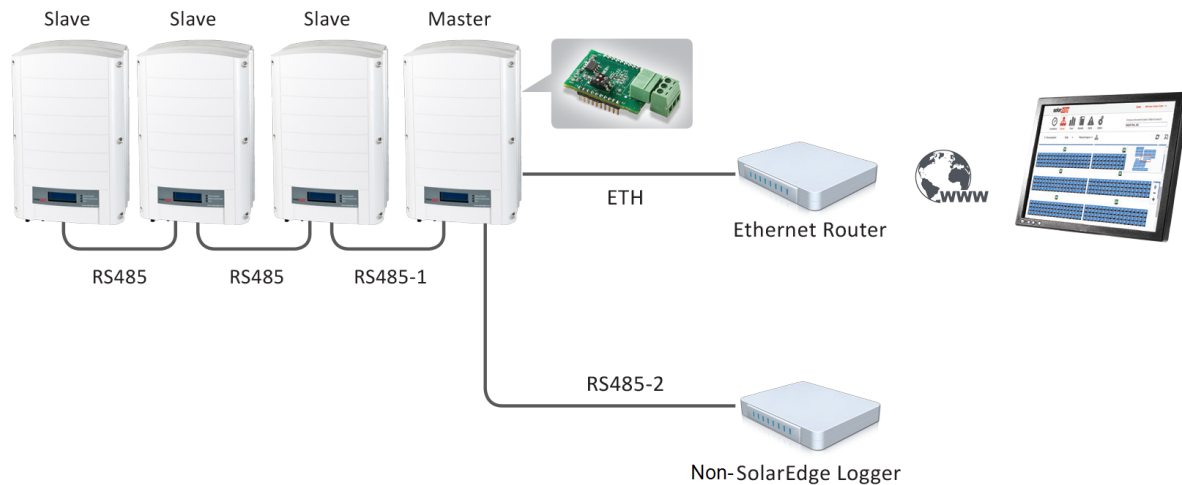 Slave Slave Slave Master
ETH
WWW
Ethernet Router
RS485 RS485 RS485-1
RS485-2
Non-SolarEdge Logger